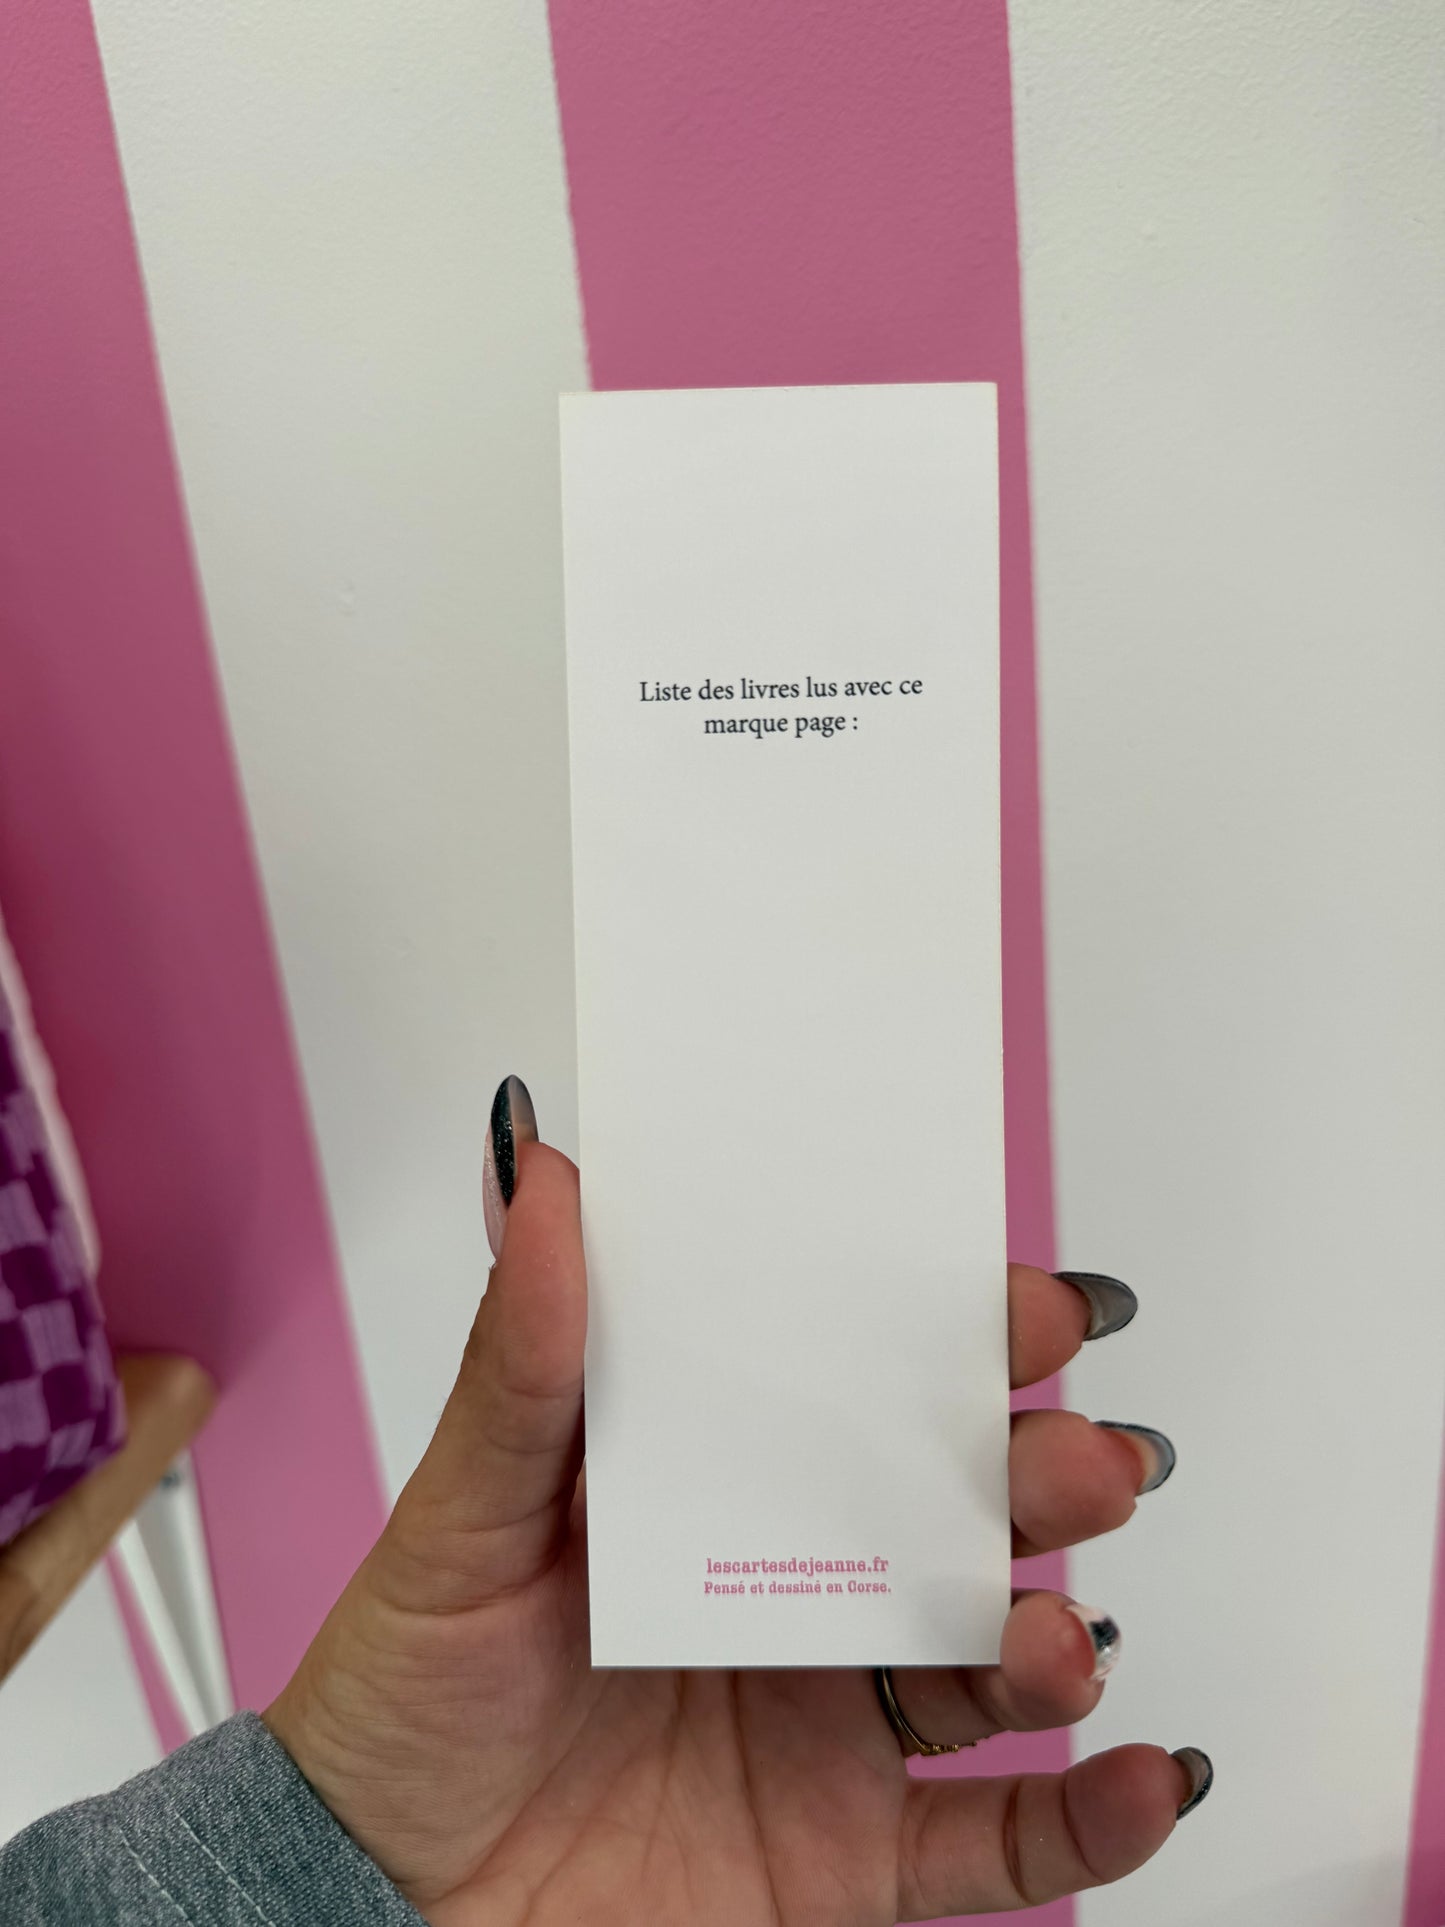 Liste des livres lus avec ce
marque page :
lescartesdejeanne.fr
Pensé et dessiné en Corse.